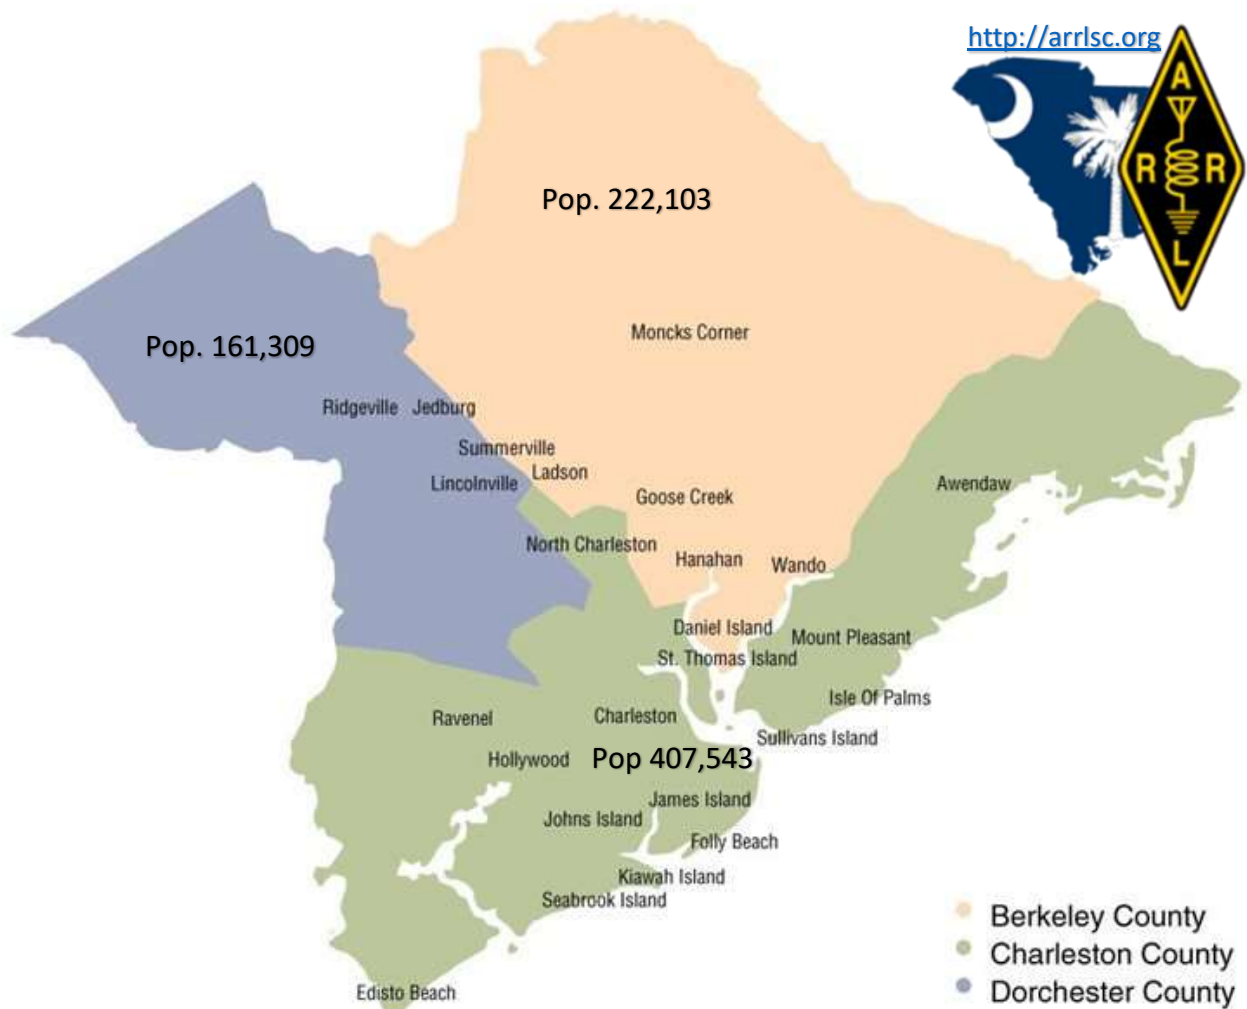 http://arrlsc.org
A
R R
L
Pop. 222,103
Moncks Corner
Pop. 161,309
Ridgeville
Jedburg
Summerville
Ladson
Lincolnville
Goose Creek
Awendaw
North Charleston
Hanahan
Wando
Daniel Island
Mount Pleasant
St. Thomas Island
Isle Of Palms
Ravenel
Charleston
Sullivans Island
Hollywood
Pop 407,543
James Island
Johns Island
Folly Beach
Kiawah Island
Seabrook Island
Edisto Beach
Berkeley County
Charleston County
Dorchester County